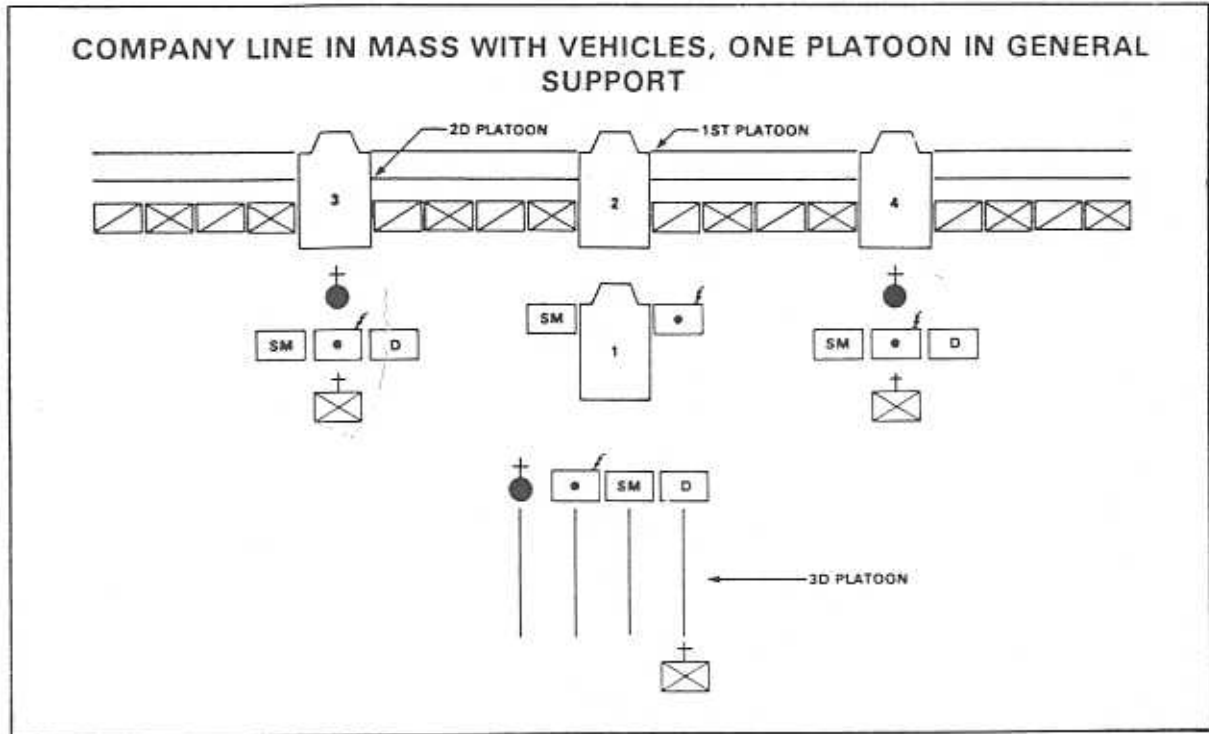 COMPANY LINE IN MASS WITH VEHICLES, ONE PLATOON IN GENERAL
SUPPORT
2D PLATOON
1ST PLATOON
3
2
4
SM
1
SM
D
SM
D
SM
D
3D PLATOON